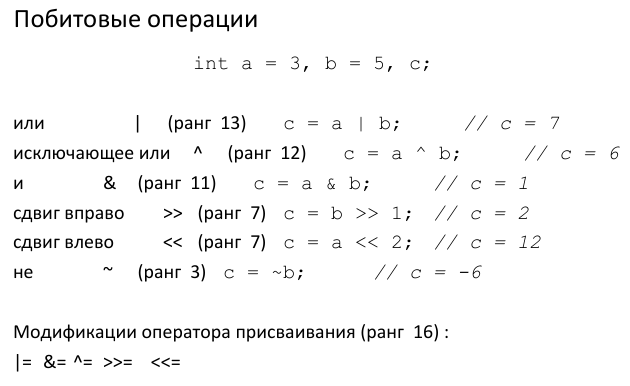 Побитовые операции
int a = 3, b = 5, c;
или | (ранг 13) c = a | b; // c = 7
исключающее или ^ (ранг 12) c = a ^ b; // c = 6
и & (ранг 11) c = a & b; // c = 1
сдвиг вправо >> (ранг 7) c = b >> 1; // c = 2
сдвиг влево << (ранг 7) c = a << 2; // c = 12
не ~ (ранг 3) c = ~b; // c = -6
Модификации оператора присваивания (ранг 16) :
|= &= ^= >>= <<=